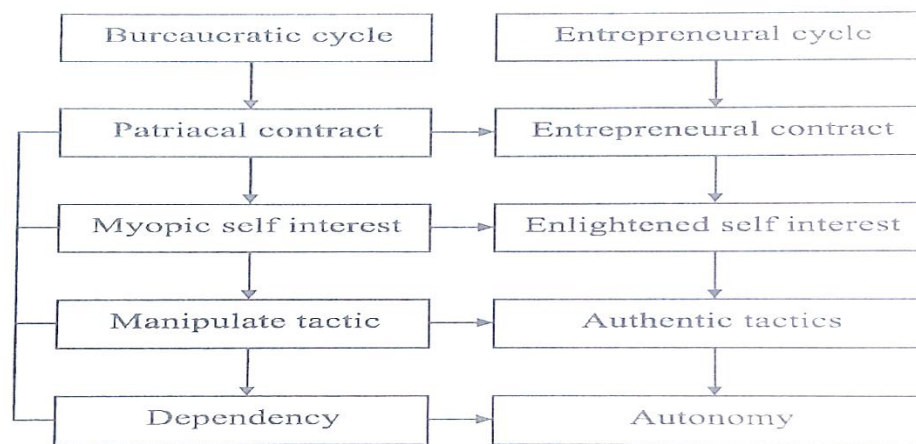 Bureaucratic cycle
Entrepreneural cycle
Patriacal contract
Entrepreneural contract
Myopic self interest
Enlightened self interest
Manipulate tactic
Authentic tactics
Dependency
Autonomy